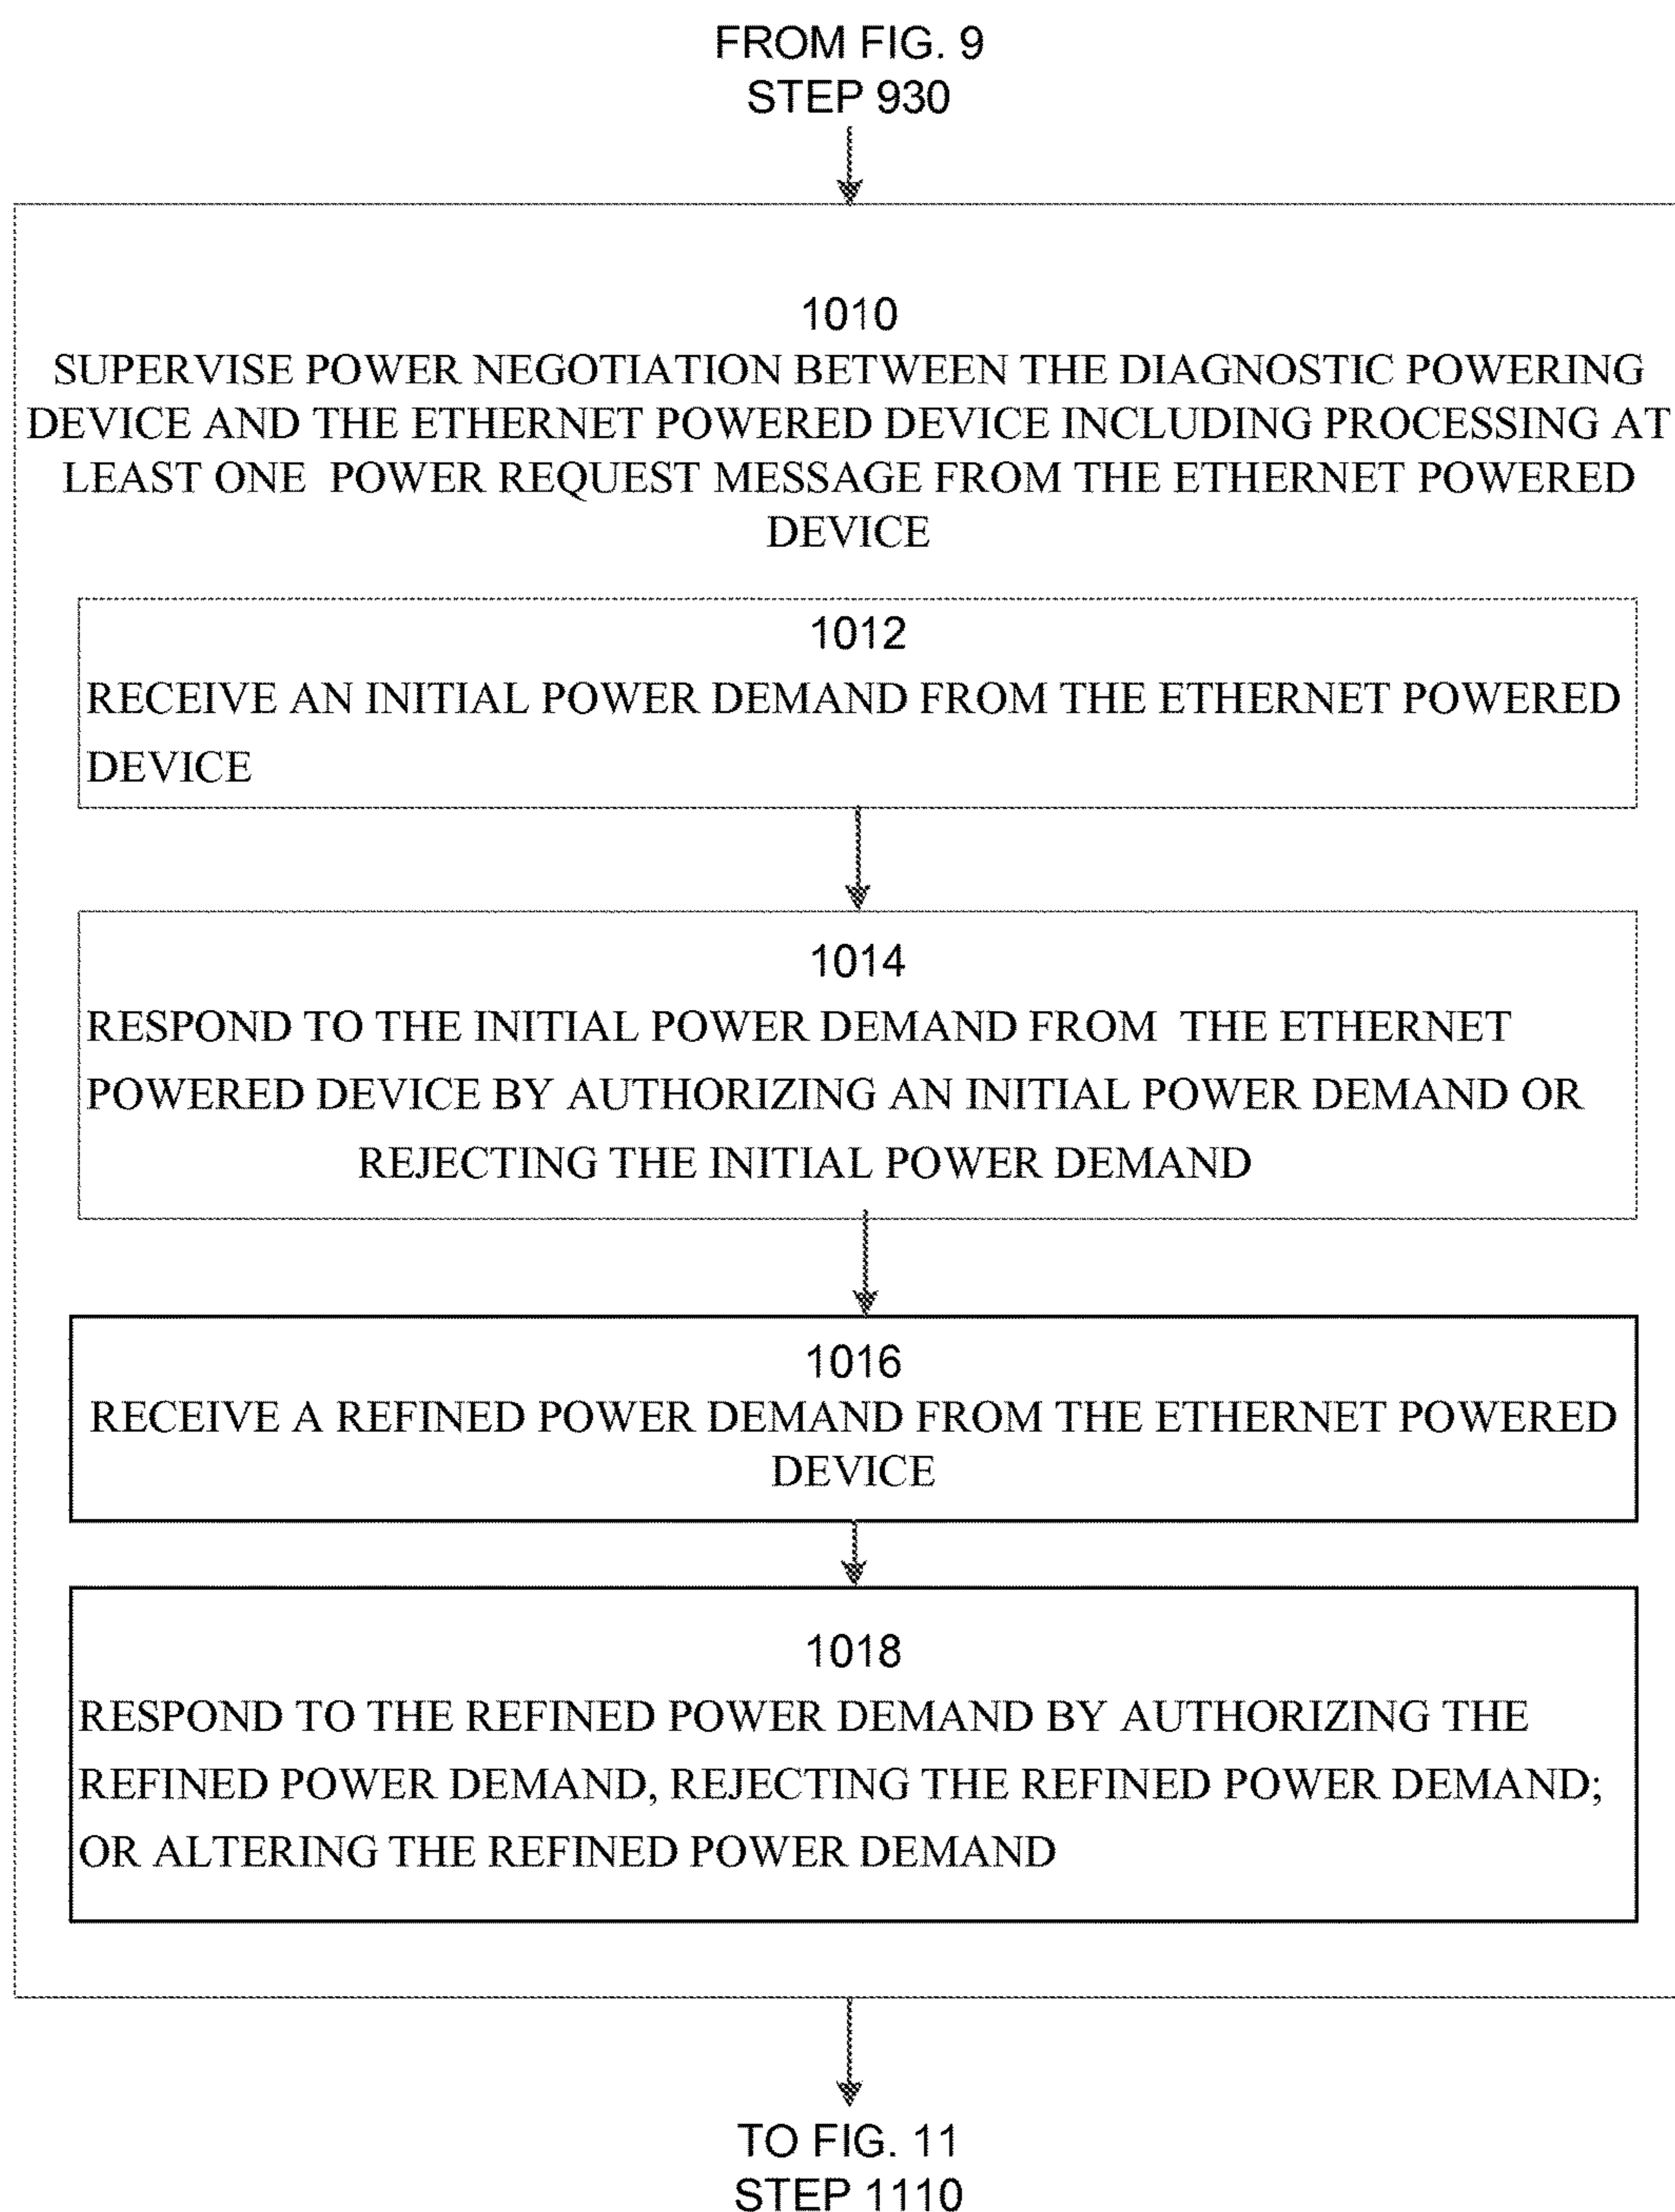 FROM FIG. 9
STEP 930
1010
SUPERVISE POWER NEGOTIATION BETWEEN THE DIAGNOSTIC POWERING
DEVICE AND THE ETHERNET POWERED DEVICE INCLUDING PROCESSING AT
LEAST ONE POWER REQUEST MESSAGE FROM THE ETHERNET POWERED
DEVICE
1012
RECEIVE AN INITIAL POWER DEMAND FROM THE ETHERNET POWERED
DEVICE
1014
RESPOND TO THE INITIAL POWER DEMAND FROM THE ETHERNET
POWERED DEVICE BY AUTHORIZING AN INITIAL POWER DEMAND OR
REJECTING THE INITIAL POWER DEMAND
1016
RECEIVE A REFINED POWER DEMAND FROM THE ETHERNET POWERED
DEVICE
1018
RESPOND TO THE REFINED POWER DEMAND BY AUTHORIZING THE
REFINED POWER DEMAND, REJECTING THE REFINED POWER DEMAND;
OR ALTERING THE REFINED POWER DEMAND
TO FIG. 11
STEP 1110